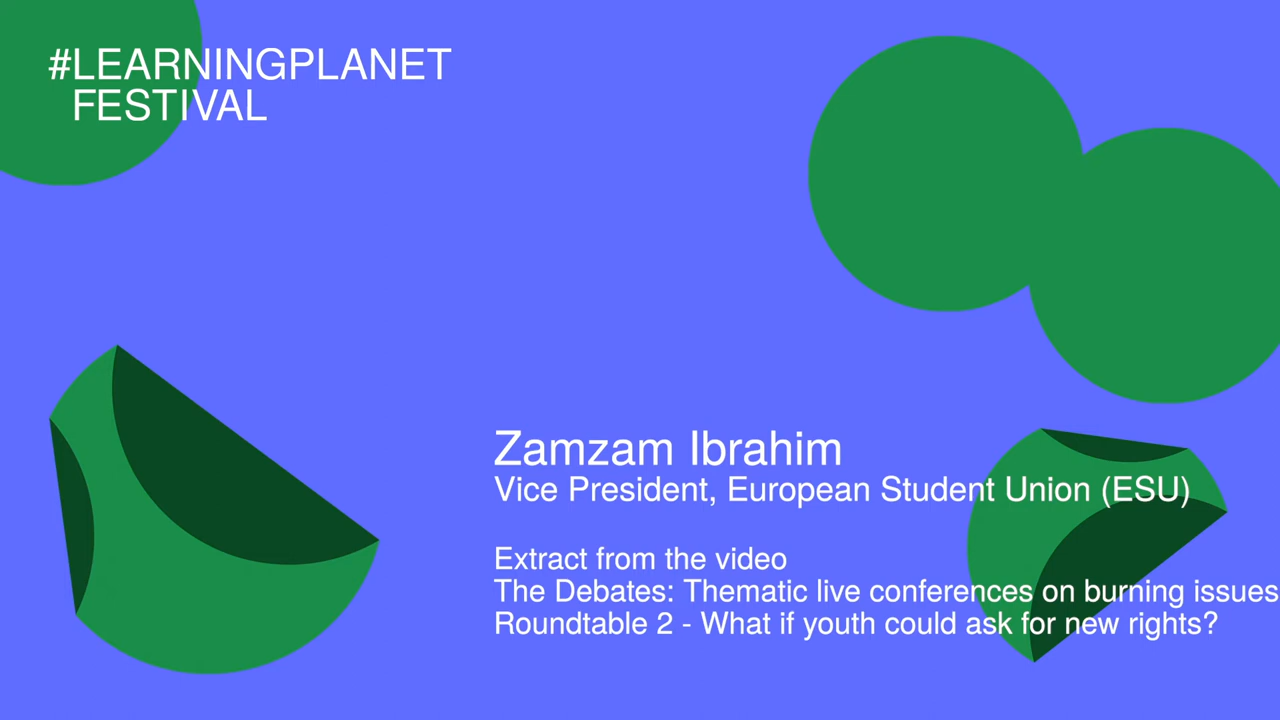 #LEARNINGPLANET
FESTIVAL
Zamzam Ibrahim
Vice President, European Student Union (ESU)
Extract from the video
The Debates: Thematic live conferences on burning issues
Roundtable 2 - What if youth could ask for new rights?